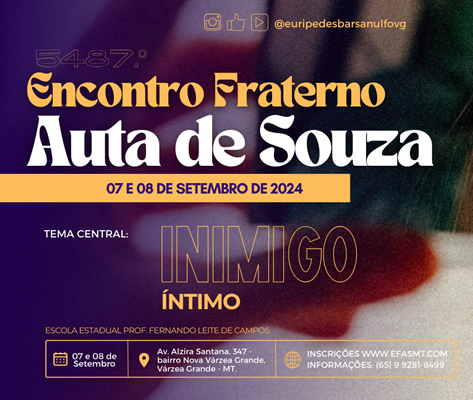 @euripedesbarsanulfovg
5487.º
Encontro Fraterno
Auta de Souza
07 E 08 DE SETEMBRO DE 2024
TEMA CENTRAL:
INIMIGO
ÍNTIMO
ESCOLA ESTADUAL PROF. FERNANDO LEITE DE CAMPOS
07 e 08 de
Setembro
Av. Alzira Santana, 347 -
bairro Nova Várzea Grande,
Várzea Grande - MT.
INSCRIÇÕES WWW.EFASMT.COM
INFORMAÇÕES: (65) 9 9281-8499